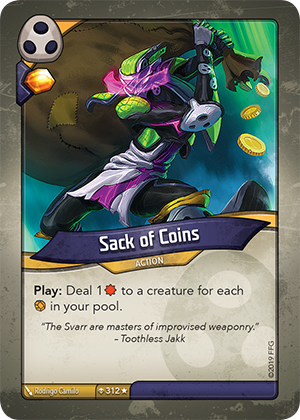 Sack of Coins
ACTION
Play: Deal 1 to a creature for each
in your pool.
"The Svarr are masters of improvised weaponry."
- Toothless Jakk
©2019 FFG
Rodrigo Camilo
312★